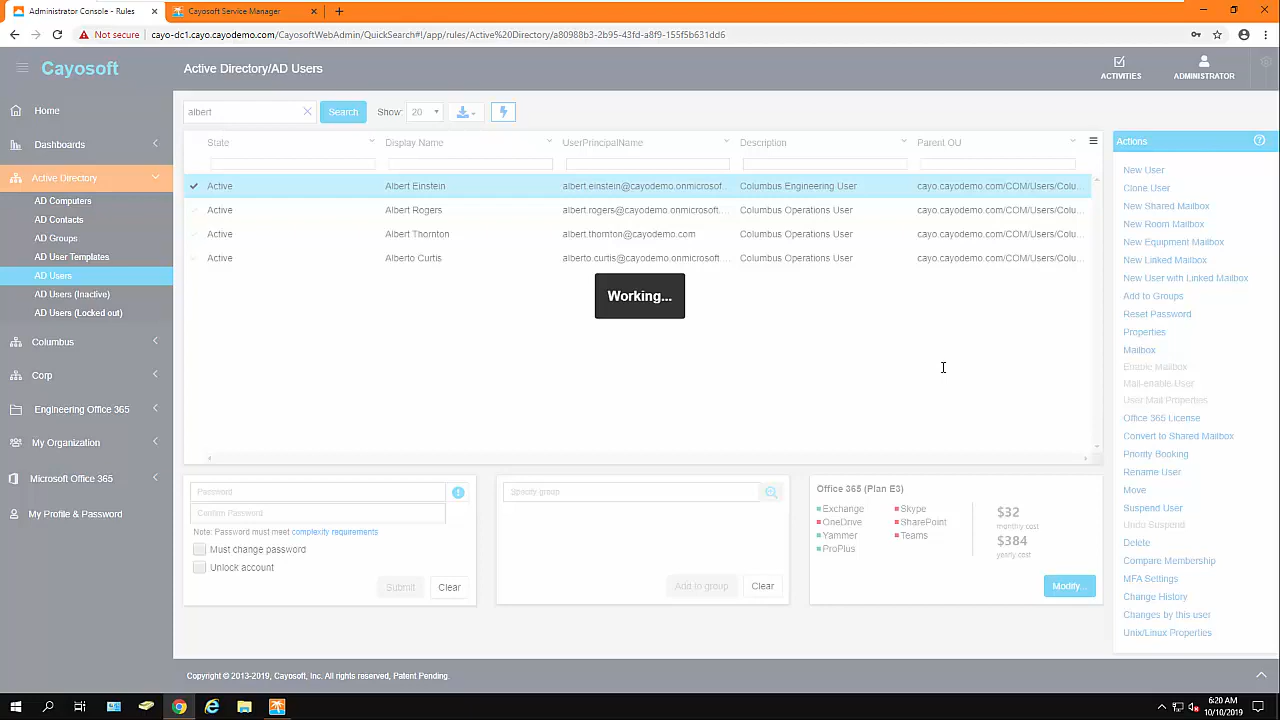 Administrator Console - Rules
Cayosoft Service Manager
Not secure | cayo-dc1.cayo.cayodemo.com/CayosoftWebAdmin/QuickSearch#!/app/rules/Active%20Directory/a80988b3-2b95-43fd-a8f9-155f5b631dd6
Cayosoft
Active Directory/AD Users
ACTIVITIES
ADMINISTRATOR
Home
Dashboards
Active Directory
AD Computers
AD Contacts
AD Groups
AD User Templates
AD Users
AD Users (Inactive)
AD Users (Locked out)
Columbus
Corp
Engineering Office 365
My Organization
Microsoft Office 365
My Profile & Password
albert
Search
Show: 20
State Display Name UserPrincipalName Description Parent OU
Active Albert Einstein albert.einstein@cayodemo.onmicrosof... Columbus Engineering User cayo.cayodemo.com/COM/Users/Colu...
Active Albert Rogers albert.rogers@cayodemo.onmicrosoft.... Columbus Operations User cayo.cayodemo.com/COM/Users/Colu...
Active Albert Thornton albert.thornton@cayodemo.com Columbus Operations User cayo.cayodemo.com/COM/Users/Colu...
Active Alberto Curtis alberto.curtis@cayodemo.onmicrosoft.... Columbus Operations User cayo.cayodemo.com/COM/Users/Colu...
Working...
Actions
New User
Clone User
New Shared Mailbox
New Room Mailbox
New Equipment Mailbox
New Linked Mailbox
New User with Linked Mailbox
Add to Groups
Reset Password
Properties
Mailbox
Enable Mailbox
Mail-enable User
User Mail Properties
Office 365 License
Convert to Shared Mailbox
Priority Booking
Rename User
Move
Suspend User
Undo Suspend
Delete
Compare Membership
MFA Settings
Change History
Changes by this user
Unix/Linux Properties
Password
Confirm Password
Note: Password must meet complexity requirements
Must change password
Unlock account
Submit
Clear
Specify group
Add to group
Clear
Office 365 (Plan E3)
Exchange Skype
OneDrive SharePoint
Yammer Teams
ProPlus
$32
monthly cost
$384
yearly cost
Modify...
Copyright © 2013-2019, Cayosoft, Inc. All rights reserved, Patent Pending.
6:20 AM
10/10/2019